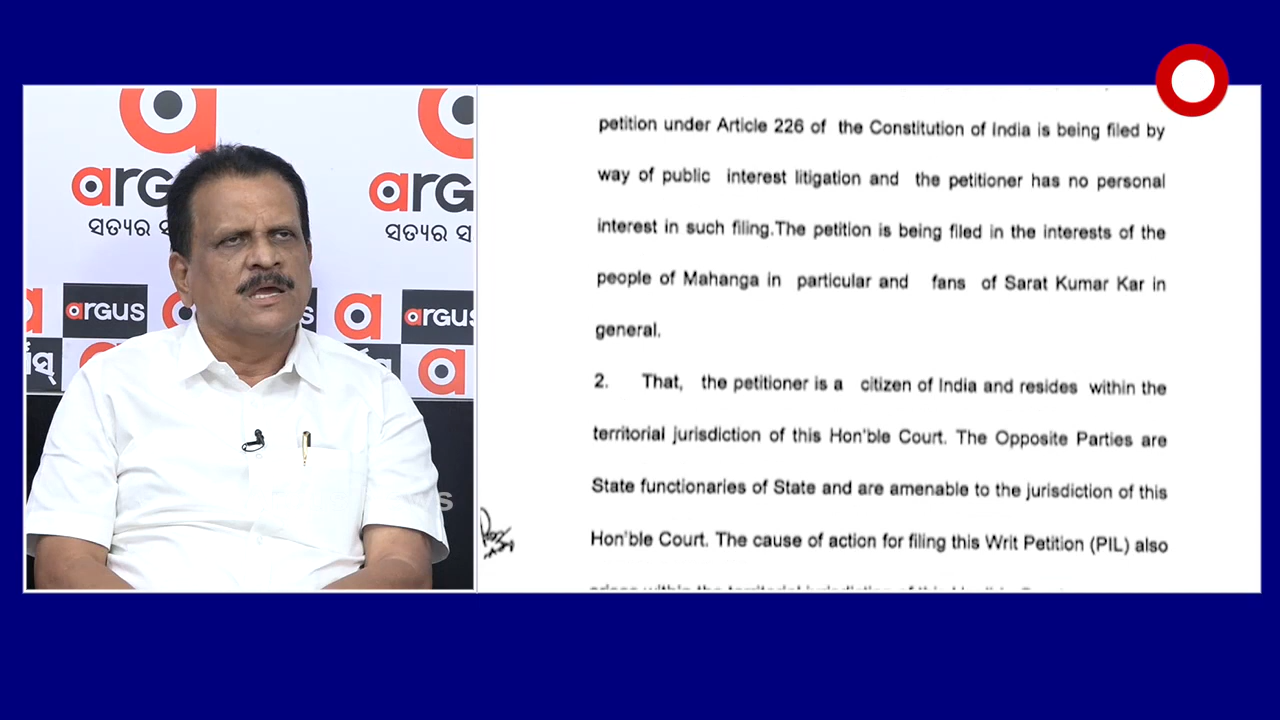 argus
ସତ୍ୟର ସ
argus
ସତ୍ୟର ସ
argus
argus
petition under Article 226 of the Constitution of India is being filed by
way of public interest litigation and the petitioner has no personal
interest in such filing.The petition is being filed in the interests of the
people of Mahanga in particular and fans of Sarat Kumar Kar in
general.
2. That, the petitioner is a citizen of India and resides within the
territorial jurisdiction of this Hon'ble Court. The Opposite Parties are
State functionaries of State and are amenable to the jurisdiction of this
Hon'ble Court. The cause of action for filing this Writ Petition (PIL) also